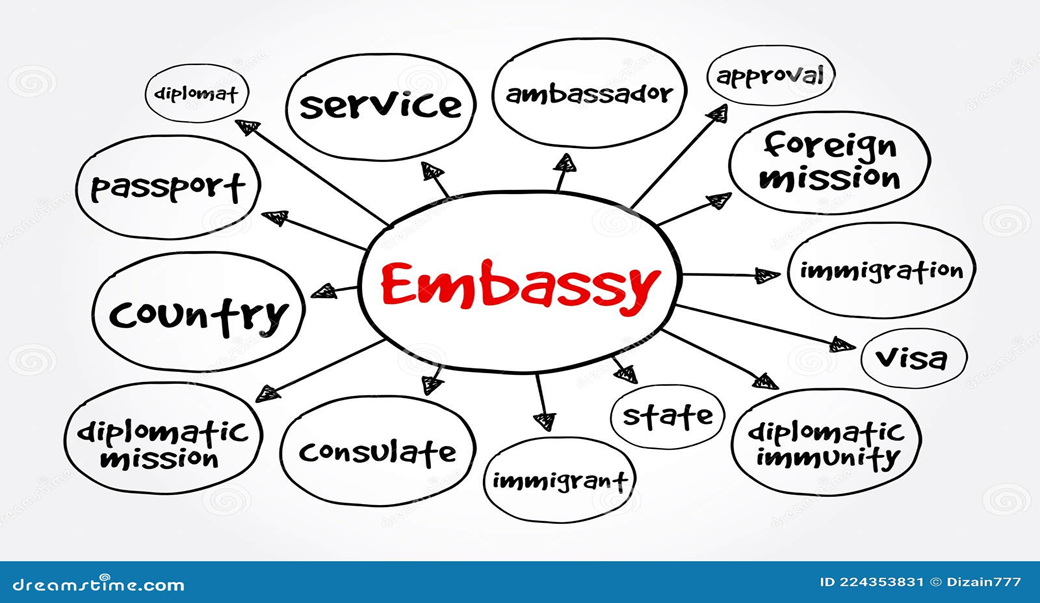 diplomat
service
ambassador
approval
passport
foreign
mission
Embassy
immigration
country
visa
diplomatic
mission
consulate
immigrant
state
diplomatic
immunity
dreamstime.com
ID 224353831 © Dizain777